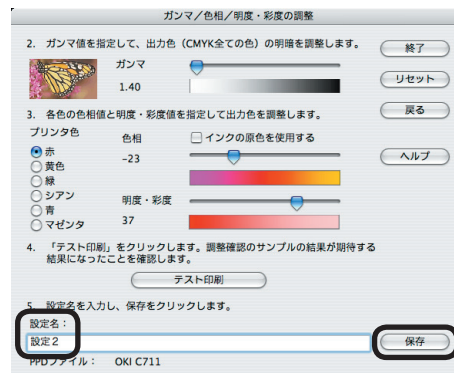 ガンマ／色相／明度・彩度の調整
2. ガンマ値を指定して、出力色（CMYK全ての色）の明暗を調整します。
ガンマ
1.40
終了
リセット
戻る
ヘルプ
3. 各色の色相値と明度・彩度値を指定して出力色を調整します。
プリンタ色
赤
黄色
緑
シアン
青
マゼンタ
色相
インクの原色を使用する
-23
明度・彩度
37
4. 「テスト印刷」をクリックします。調整確認のサンプルの結果が期待する
結果になったことを確認します。
テスト印刷
5. 設定名を入力し、保存をクリックします。
設定名：
設定２
保存
PPDファイル： OKI C711